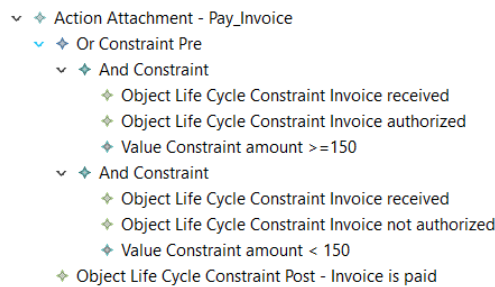 Action Attachment - Pay_Invoice
Or Constraint Pre
And Constraint
Object Life Cycle Constraint Invoice received
Object Life Cycle Constraint Invoice authorized
Value Constraint amount >=150
And Constraint
Object Life Cycle Constraint Invoice received
Object Life Cycle Constraint Invoice not authorized
Value Constraint amount < 150
Object Life Cycle Constraint Post - Invoice is paid